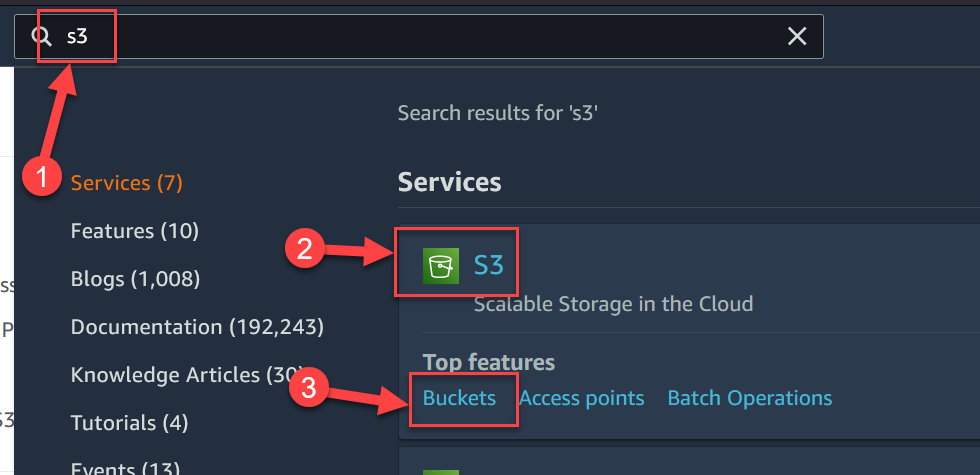 s3
Search results for 's3'
1
Services (7)
Services
Features (10)
2
S3
Blogs (1,008)
Scalable Storage in the Cloud
Documentation (192,243)
Top features
Knowledge Articles (30)
3
Buckets Access points Batch Operations
Tutorials (4)
Events (13)
ss
P
S3